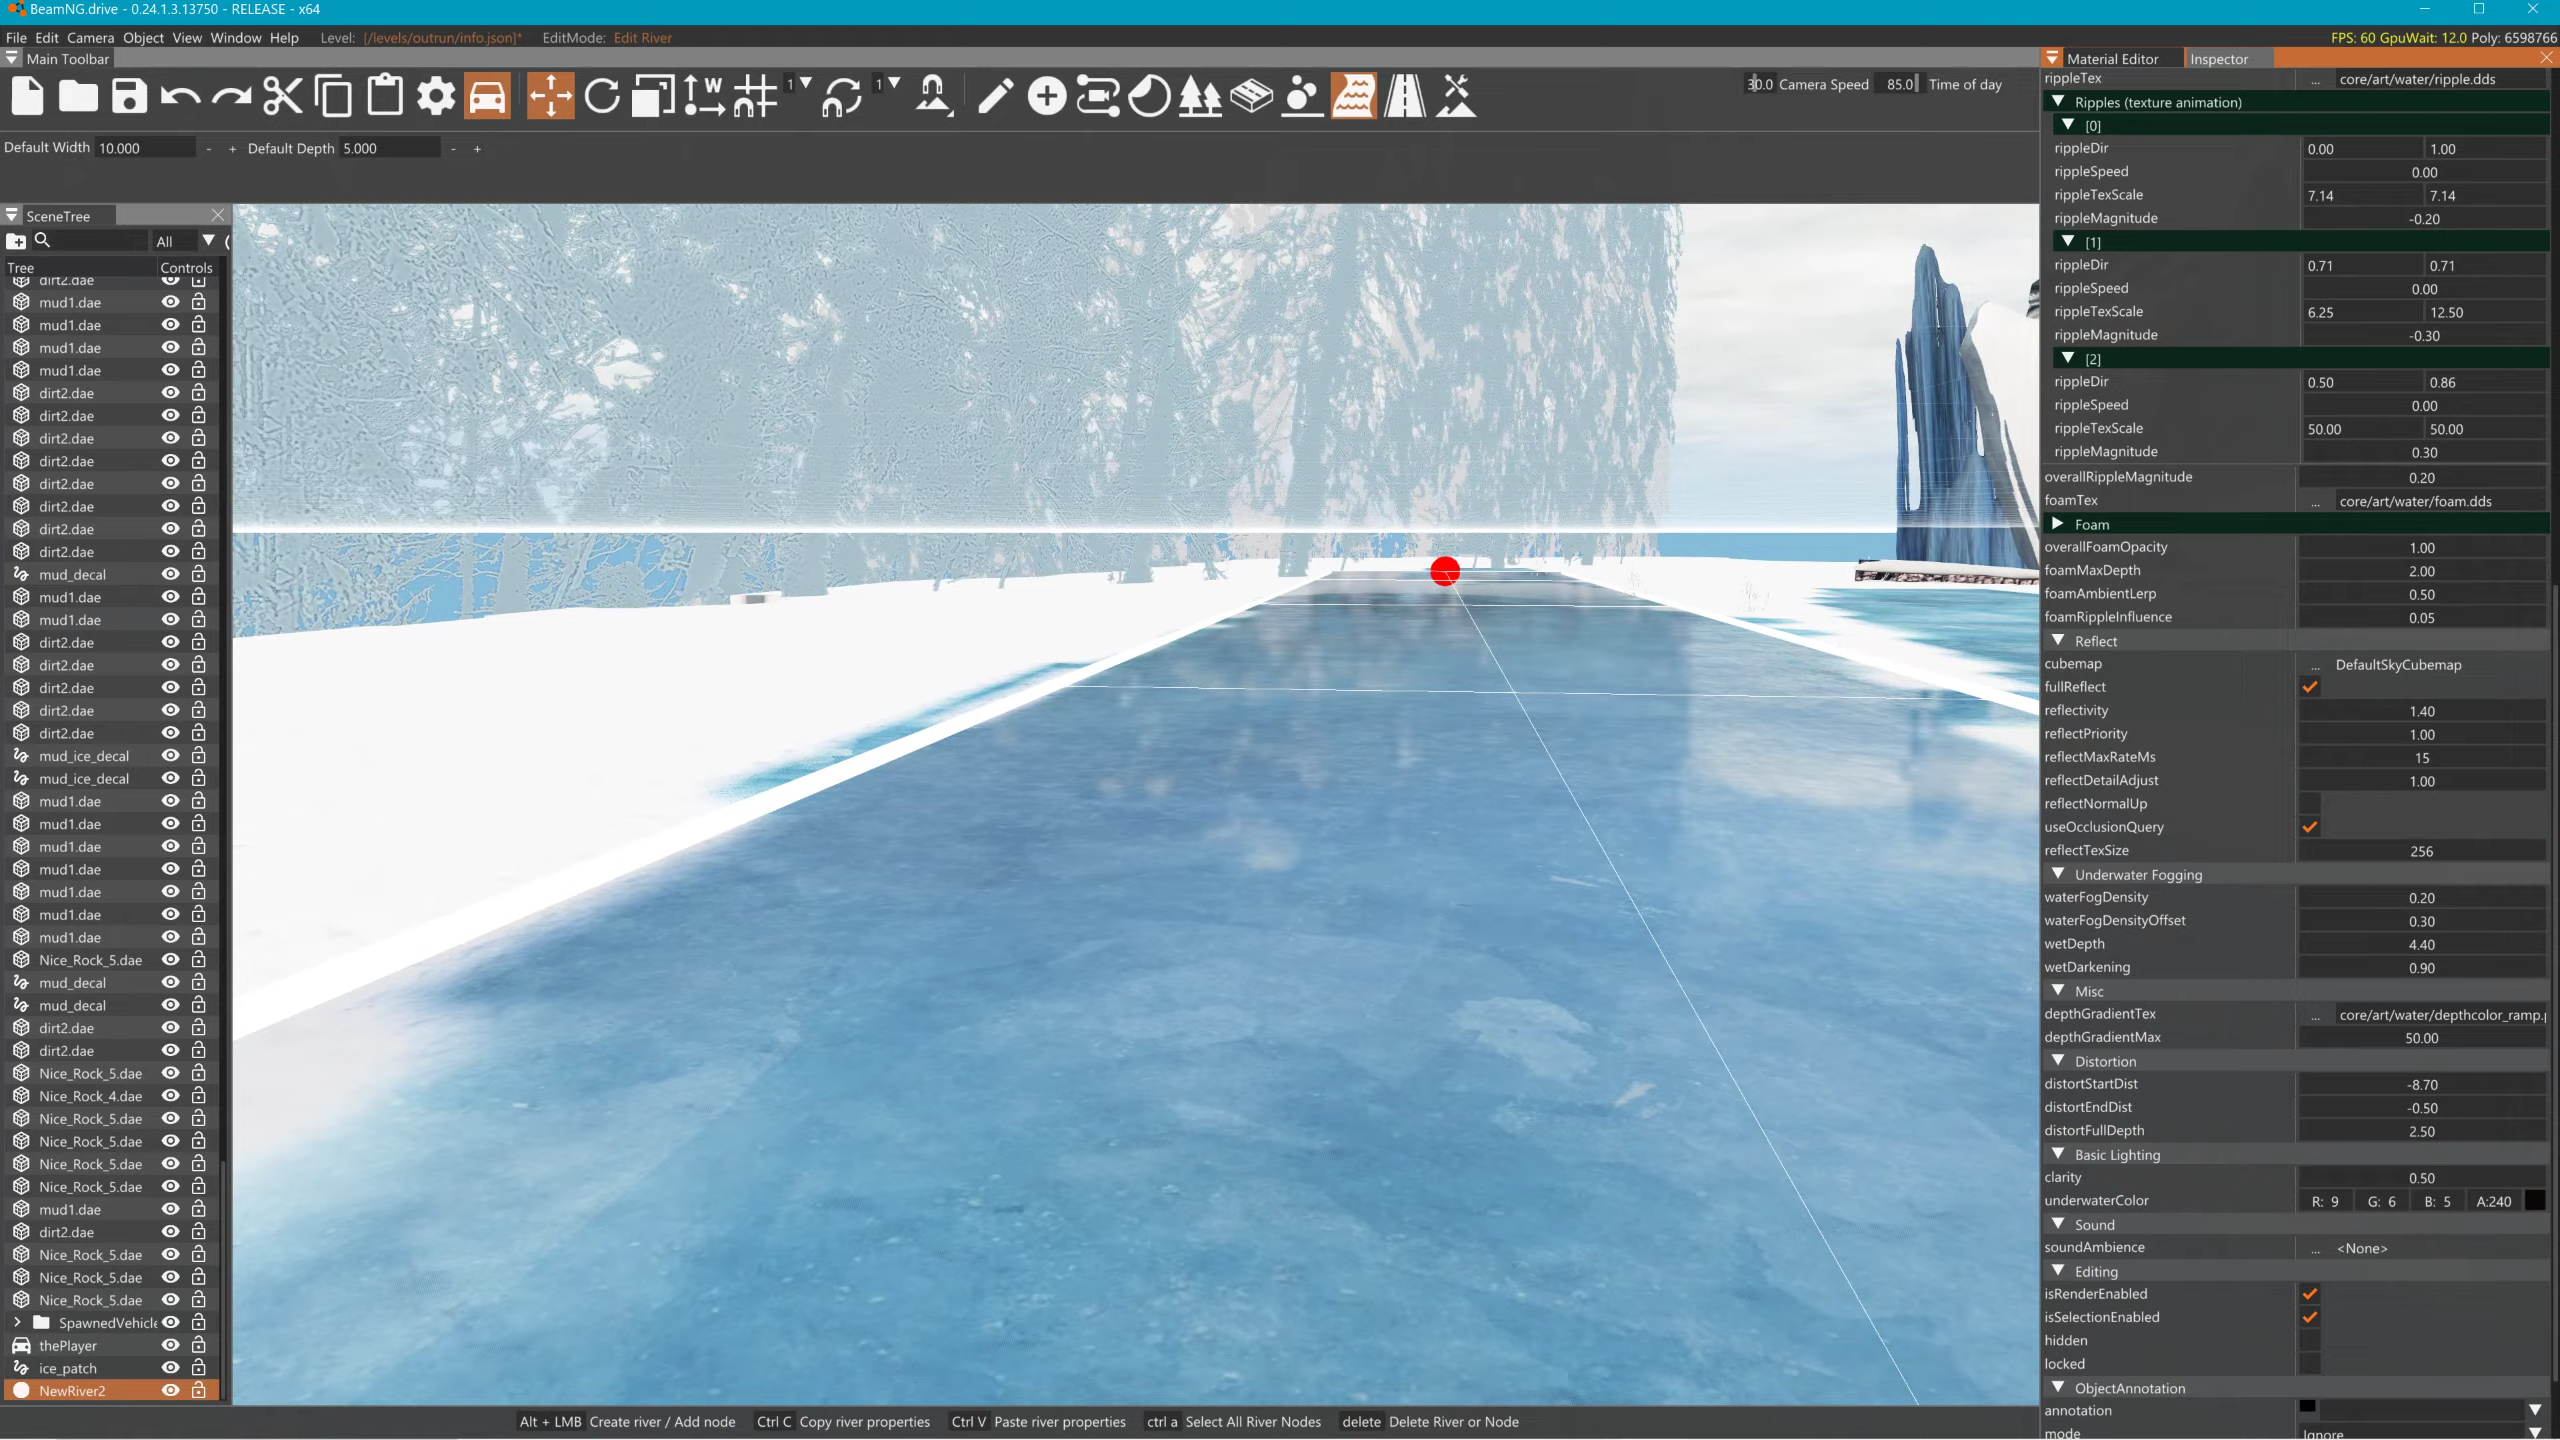 BeamNG.drive - 0.24.1.3.13750 - RELEASE - x64
File Edit Camera Object View Window Help Level: [/levels/outrun/info.json]* EditMode: Edit River FPS: 60 GpuWait: 12.0 Poly: 6598766
Main Toolbar
W 1 1 30.0 Camera Speed 85.0 Time of day
Default Width 10.000 - + Default Depth 5.000 - +
SceneTree
All
Tree Controls
dirt2.dae
mud1.dae
mud1.dae
mud1.dae
mud1.dae
dirt2.dae
dirt2.dae
dirt2.dae
dirt2.dae
dirt2.dae
dirt2.dae
dirt2.dae
dirt2.dae
mud_decal
mud1.dae
mud1.dae
dirt2.dae
dirt2.dae
dirt2.dae
dirt2.dae
dirt2.dae
mud_ice_decal
mud_ice_decal
mud1.dae
mud1.dae
mud1.dae
mud1.dae
mud1.dae
mud1.dae
mud1.dae
Nice_Rock_5.dae
mud_decal
mud_decal
dirt2.dae
dirt2.dae
Nice_Rock_5.dae
Nice_Rock_4.dae
Nice_Rock_5.dae
Nice_Rock_5.dae
Nice_Rock_5.dae
Nice_Rock_5.dae
mud1.dae
dirt2.dae
Nice_Rock_5.dae
Nice_Rock_5.dae
Nice_Rock_5.dae
SpawnedVehicle
thePlayer
ice_patch
NewRiver2
Alt + LMB Create river / Add node Ctrl C Copy river properties Ctrl V Paste river properties ctrl a Select All River Nodes delete Delete River or Node
Material Editor Inspector
rippleTex ... core/art/water/ripple.dds
Ripples (texture animation)
[0]
rippleDir 0.00 1.00
rippleSpeed 0.00
rippleTexScale 7.14 7.14
rippleMagnitude -0.20
[1]
rippleDir 0.71 0.71
rippleSpeed 0.00
rippleTexScale 6.25 12.50
rippleMagnitude -0.30
[2]
rippleDir 0.50 0.86
rippleSpeed 0.00
rippleTexScale 50.00 50.00
rippleMagnitude 0.30
overallRippleMagnitude 0.20
foamTex ... core/art/water/foam.dds
Foam
overallFoamOpacity 1.00
foamMaxDepth 2.00
foamAmbientLerp 0.50
foamRippleInfluence 0.05
Reflect
cubemap ... DefaultSkyCubemap
fullReflect
reflectivity 1.40
reflectPriority 1.00
reflectMaxRateMs 15
reflectDetailAdjust 1.00
reflectNormalUp
useOcclusionQuery
reflectTexSize 256
Underwater Fogging
waterFogDensity 0.20
waterFogDensityOffset 0.30
wetDepth 4.40
wetDarkening 0.90
Misc
depthGradientTex ... core/art/water/depthcolor_ramp.p
depthGradientMax 50.00
Distortion
distortStartDist -8.70
distortEndDist -0.50
distortFullDepth 2.50
Basic Lighting
clarity 0.50
underwaterColor R: 9 G: 6 B: 5 A:240
Sound
soundAmbience ... <None>
Editing
isRenderEnabled
isSelectionEnabled
hidden
locked
ObjectAnnotation
annotation
mode Ignore